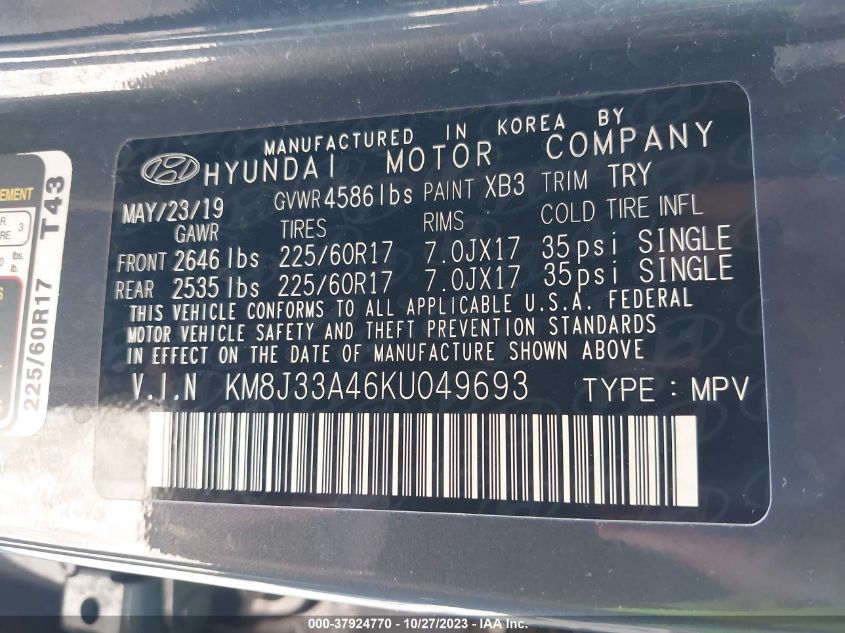 MANUFACTURED IN KOREA BY
HYUNDAI MOTOR COMPANY
MAY/23/19 GVWR 4586 lbs PAINT XB3 TRIM TRY
GAWR TIRES RIMS COLD TIRE INFL
FRONT 2646 lbs 225/60R17 7.0JX17 35psi SINGLE
REAR 2535 lbs 225/60R17 7.0JX17 35psi SINGLE
THIS VEHICLE CONFORMS TO ALL APPLICABLE U.S.A. FEDERAL
MOTOR VEHICLE SAFETY AND THEFT PREVENTION STANDARDS
IN EFFECT ON THE DATE OF MANUFACTURE SHOWN ABOVE
V.I.N KM8J33A46KU049693 TYPE : MPV
225/60R17 T43
3
lbs.
lb.
000-37924770 - 10/27/2023 - IAA Inc.